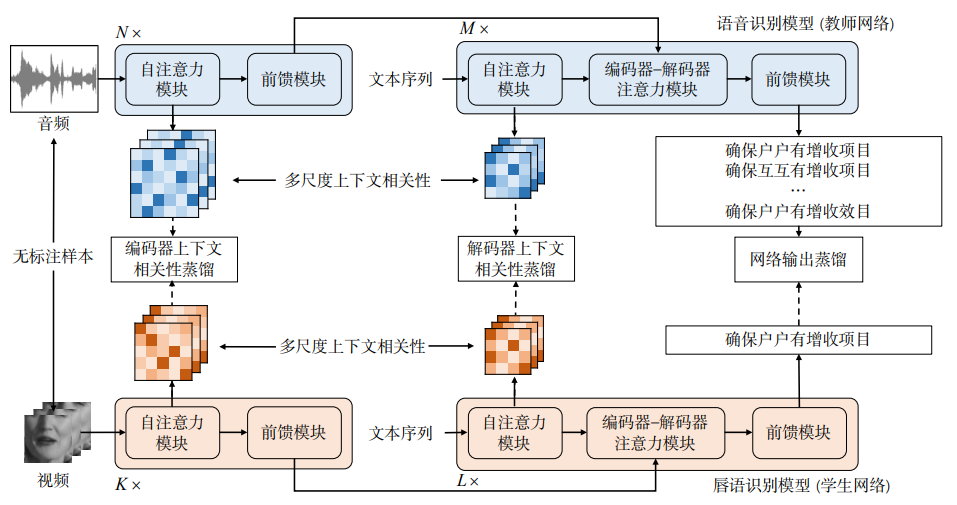 N×
M×
语音识别模型 (教师网络)
音频
自注意力
模块
前馈模块
文本序列
自注意力
模块
编码器–解码器
注意力模块
前馈模块
多尺度上下文相关性
确保户户有增收项目
确保互互有增收项目
...
确保户户有增收效目
无标注样本
编码器上下文
相关性蒸馏
解码器上下文
相关性蒸馏
网络输出蒸馏
多尺度上下文相关性
确保户户有增收项目
视频
自注意力
模块
前馈模块
文本序列
自注意力
模块
编码器–解码器
注意力模块
前馈模块
K×
L×
唇语识别模型 (学生网络)